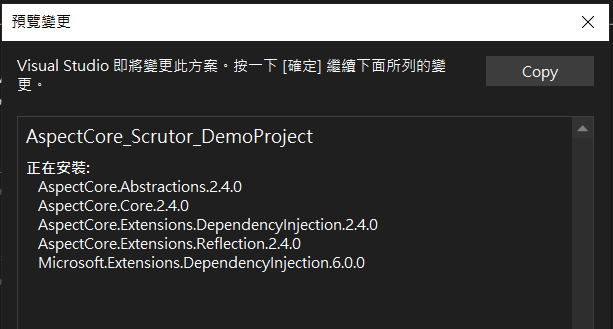 預覽變更
Visual Studio 即將變更此方案。按一下 [確定] 繼續下面所列的變
更。
Copy
AspectCore_Scrutor_DemoProject
正在安裝:
AspectCore.Abstractions.2.4.0
AspectCore.Core.2.4.0
AspectCore.Extensions.DependencyInjection.2.4.0
AspectCore.Extensions.Reflection.2.4.0
Microsoft.Extensions.DependencyInjection.6.0.0